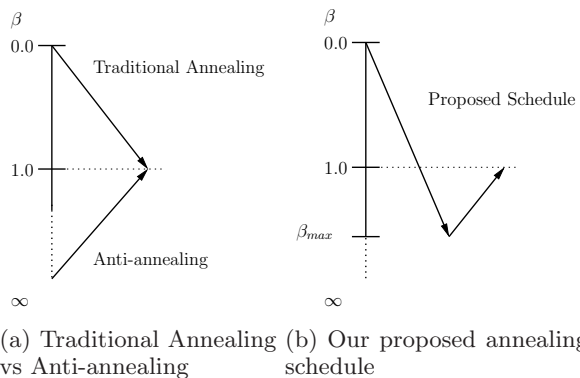 β
0.0
Traditional Annealing
1.0
Anti-annealing
∞
(a) Traditional Annealing
vs Anti-annealing
β
0.0
Proposed Schedule
1.0
βmax
∞
(b) Our proposed annealing
schedule